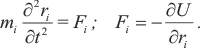 m_i ∂²r_i/∂t² = F_i; F_i = −∂U/∂r_i.